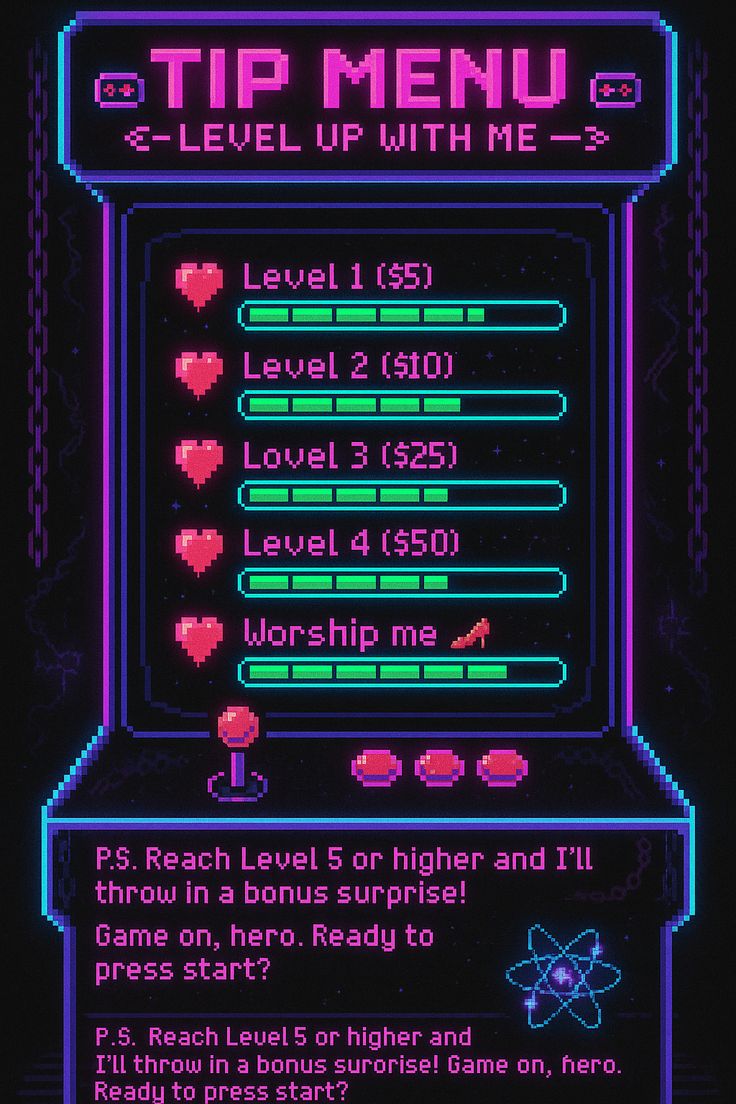 TIP MENU
LEVEL UP WITH ME
Level 1 ($5)
Level 2 ($10)
Lovel 3 ($25)
Level 4 ($50)
Worship me
P.S. Reach Level 5 or higher and I'll
throw in a bonus surprise!
Game on, hero. Ready to
press start?
P.S. Reach Level 5 or higher and
I'll throw in a bonus surorise! Game on, hero.
Ready to press start?